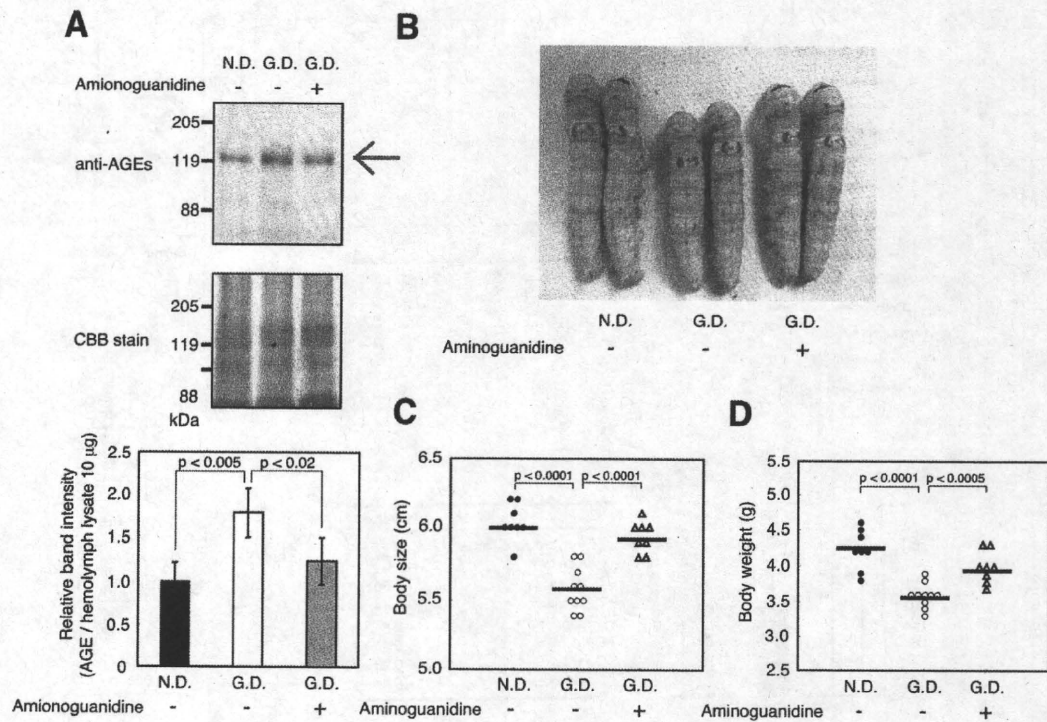 A
N.D. G.D. G.D.
Amionoguanidine - - +
205
anti-AGEs
119
88
205
CBB stain
119
88
kDa
Relative band intensity
(AGE / hemolymph lysate 10 µg)
2.5
2.0
1.5
1.0
0.5
0
p < 0.005
p < 0.02
N.D. G.D. G.D.
Amionoguanidine - - +
B
N.D. G.D. G.D.
Aminoguanidine - - +
C
Body size (cm)
6.5
6.0
5.5
5.0
p < 0.0001
p < 0.0001
N.D. G.D. G.D.
Aminoguanidine - - +
D
Body weight (g)
5.5
5.0
4.5
4.0
3.5
3.0
2.5
p < 0.0001
p < 0.0005
N.D. G.D. G.D.
Aminoguanidine - - +